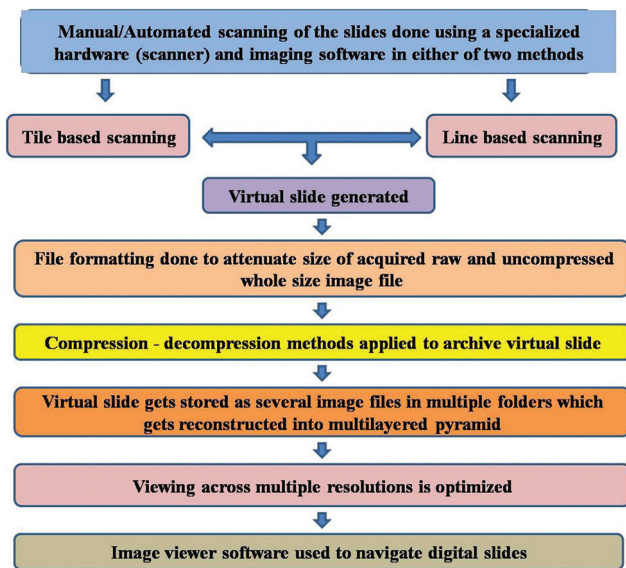 Manual/Automated scanning of the slides done using a specialized
hardware (scanner) and imaging software in either of two methods
Tile based scanning
Line based scanning
Virtual slide generated
File formatting done to attenuate size of acquired raw and uncompressed
whole size image file
Compression - decompression methods applied to archive virtual slide
Virtual slide gets stored as several image files in multiple folders which
gets reconstructed into multilayered pyramid
Viewing across multiple resolutions is optimized
Image viewer software used to navigate digital slides